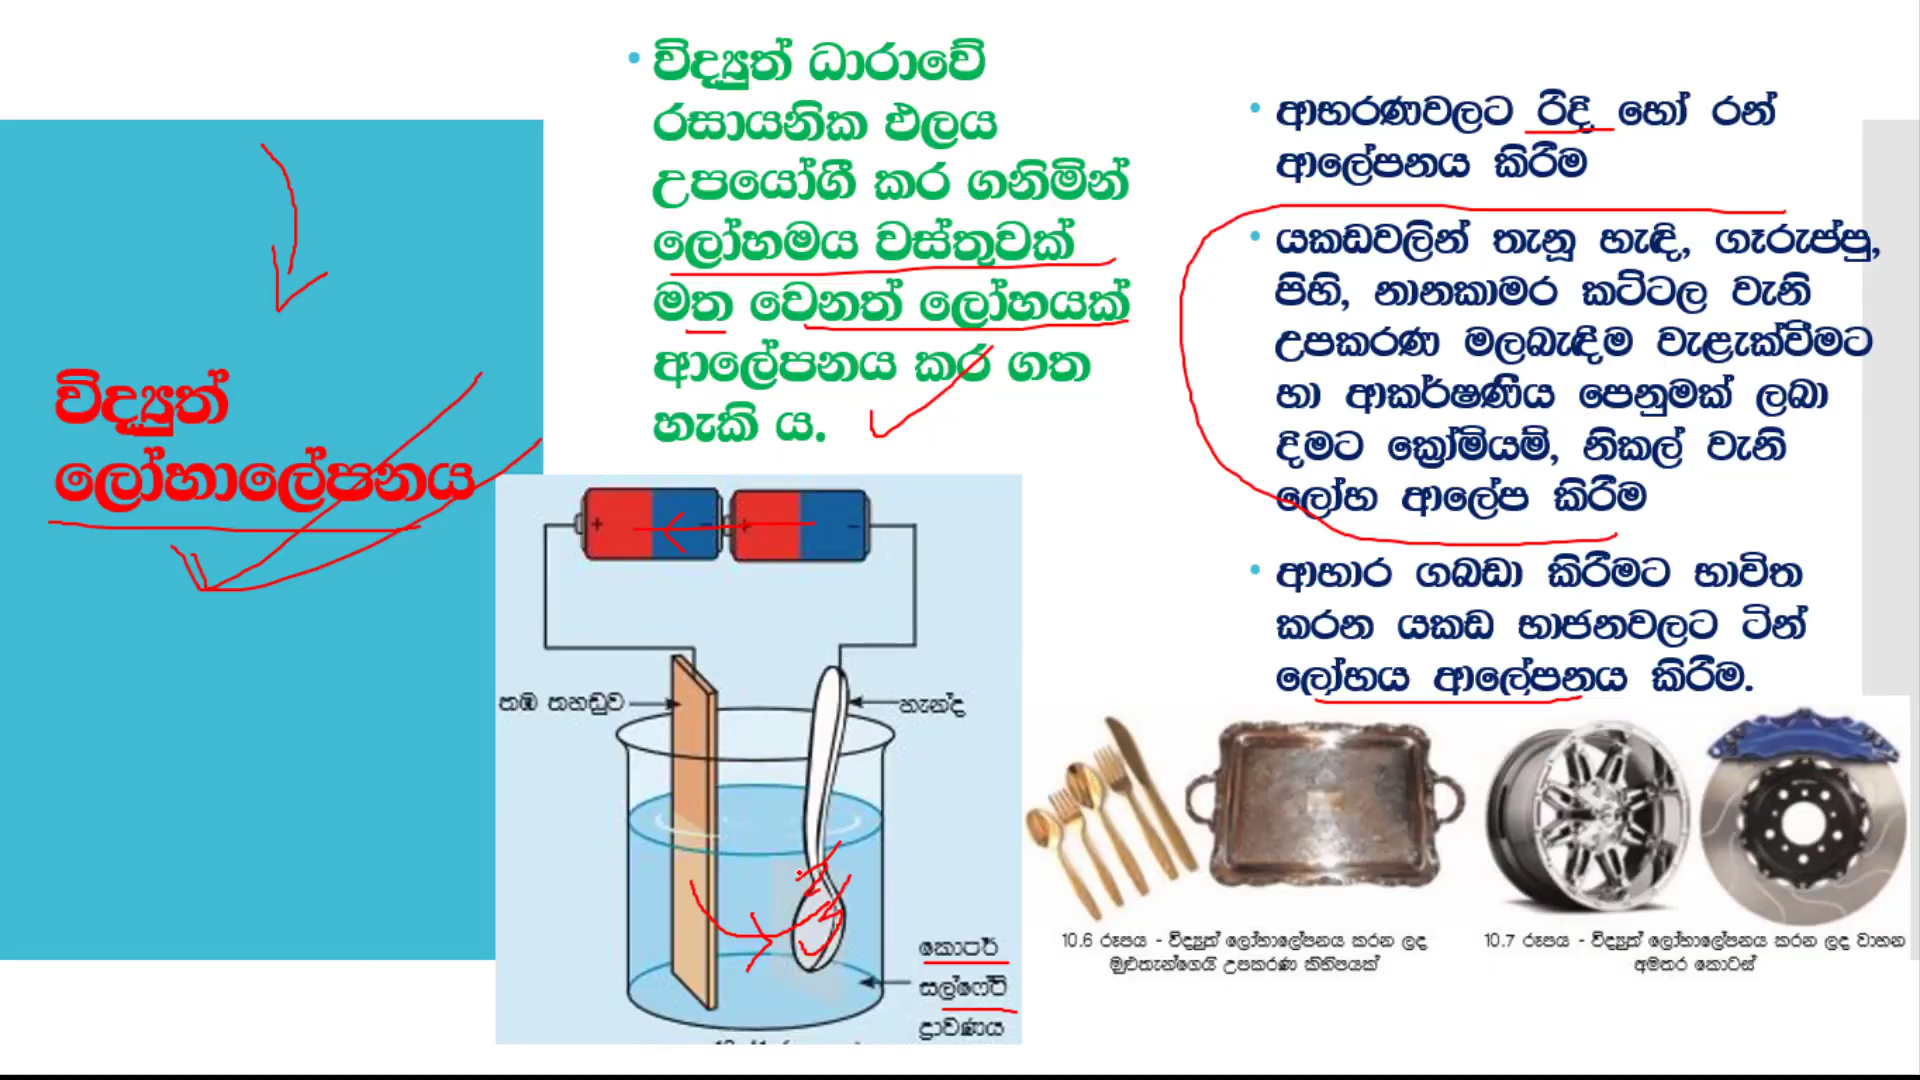 විද්‍යුත්
ලෝහාලේපනය
විද්‍යුත් ධාරාවේ
රසායනික ඵලය
උපයෝගී කර ගනිමින්
ලෝහමය වස්තුවක්
මත වෙනත් ලෝහයක්
ආලේපනය කර ගත
හැකි ය.
තඹ තහඩුව
හැන්ද
කොපර්
සල්ෆේට්
ද්‍රාවණය
ආභරණවලට රිදී හෝ රන්
ආලේපනය කිරීම
යකඩවලින් තැනූ හැඳි, ගෑරුප්පු,
පිහි, නානකාමර කට්ටල වැනි
උපකරණ මලබැඳීම වැළැක්වීමට
හා ආකර්ෂණීය පෙනුමක් ලබා
දීමට ක්‍රෝමියම්, නිකල් වැනි
ලෝහ ආලේප කිරීම
ආහාර ගබඩා කිරීමට භාවිත
කරන යකඩ භාජනවලට ටින්
ලෝහය ආලේපනය කිරීම.
10.6 රූපය - විද්‍යුත් ලෝහාලේපනය කරන ලද
මුළුතැන්ගෙයි උපකරණ කිහිපයක්
10.7 රූපය - විද්‍යුත් ලෝහාලේපනය කරන ලද වාහන
අමතර කොටස්